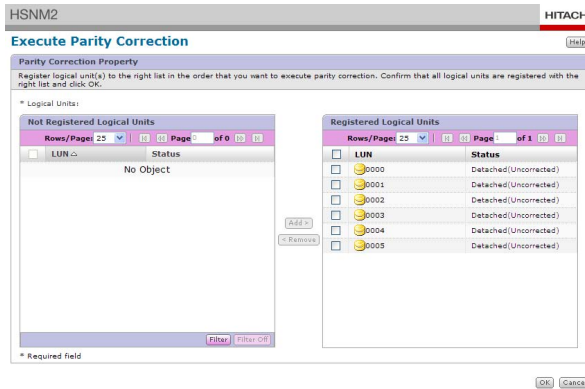 HSNM2
HITACH
Execute Parity Correction
Help
Parity Correction Property
Register logical unit(s) to the right list in the order that you want to execute parity correction. Confirm that all logical units are registered with the
right list and click OK.
* Logical Units:
Not Registered Logical Units
Rows/Page: 25 Page 0 of 0
LUN Status
No Object
Filter Filter Off
Add >
< Remove
Registered Logical Units
Rows/Page: 25 Page 1 of 1
LUN Status
0000 Detached(Uncorrected)
0001 Detached(Uncorrected)
0002 Detached(Uncorrected)
0003 Detached(Uncorrected)
0004 Detached(Uncorrected)
0005 Detached(Uncorrected)
* Required field
OK Cance